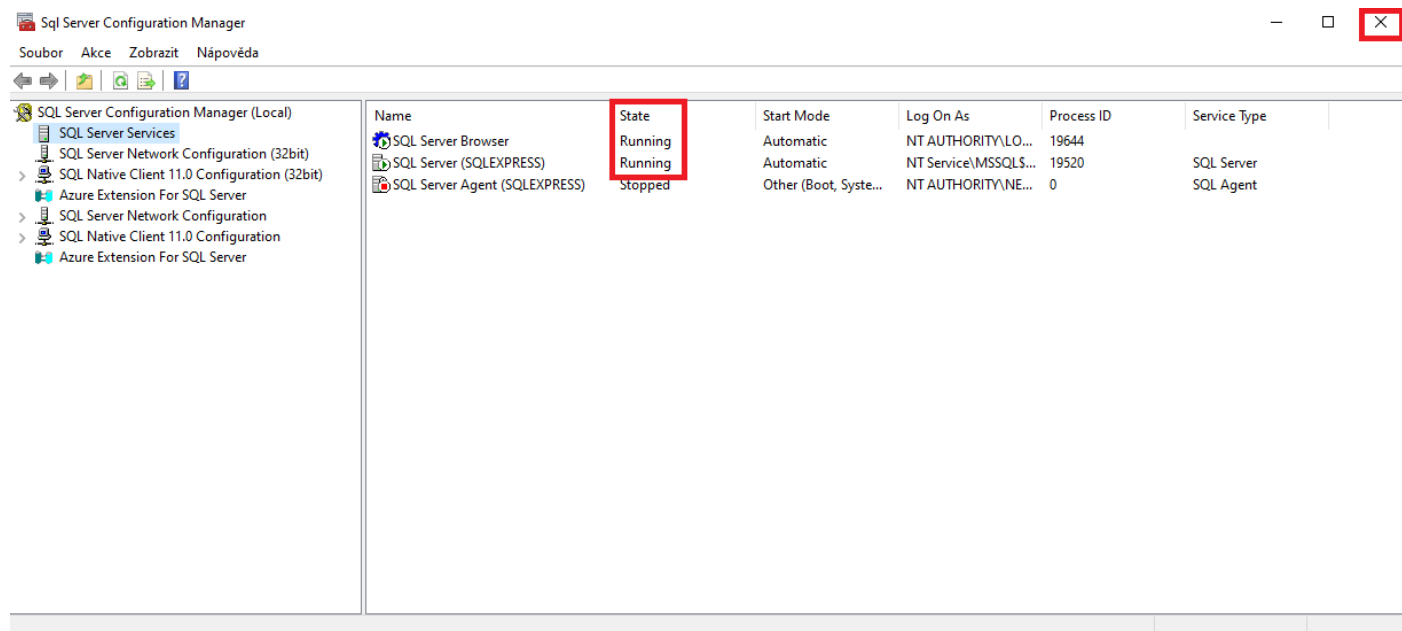 Sql Server Configuration Manager
Soubor Akce Zobrazit Nápověda
SQL Server Configuration Manager (Local)
SQL Server Services
SQL Server Network Configuration (32bit)
SQL Native Client 11.0 Configuration (32bit)
Azure Extension For SQL Server
SQL Server Network Configuration
SQL Native Client 11.0 Configuration
Azure Extension For SQL Server
Name State Start Mode Log On As Process ID Service Type
SQL Server Browser Running Automatic NT AUTHORITY\LO... 19644
SQL Server (SQLEXPRESS) Running Automatic NT Service\MSSQL$... 19520 SQL Server
SQL Server Agent (SQLEXPRESS) Stopped Other (Boot, Syste... NT AUTHORITY\NE... 0 SQL Agent